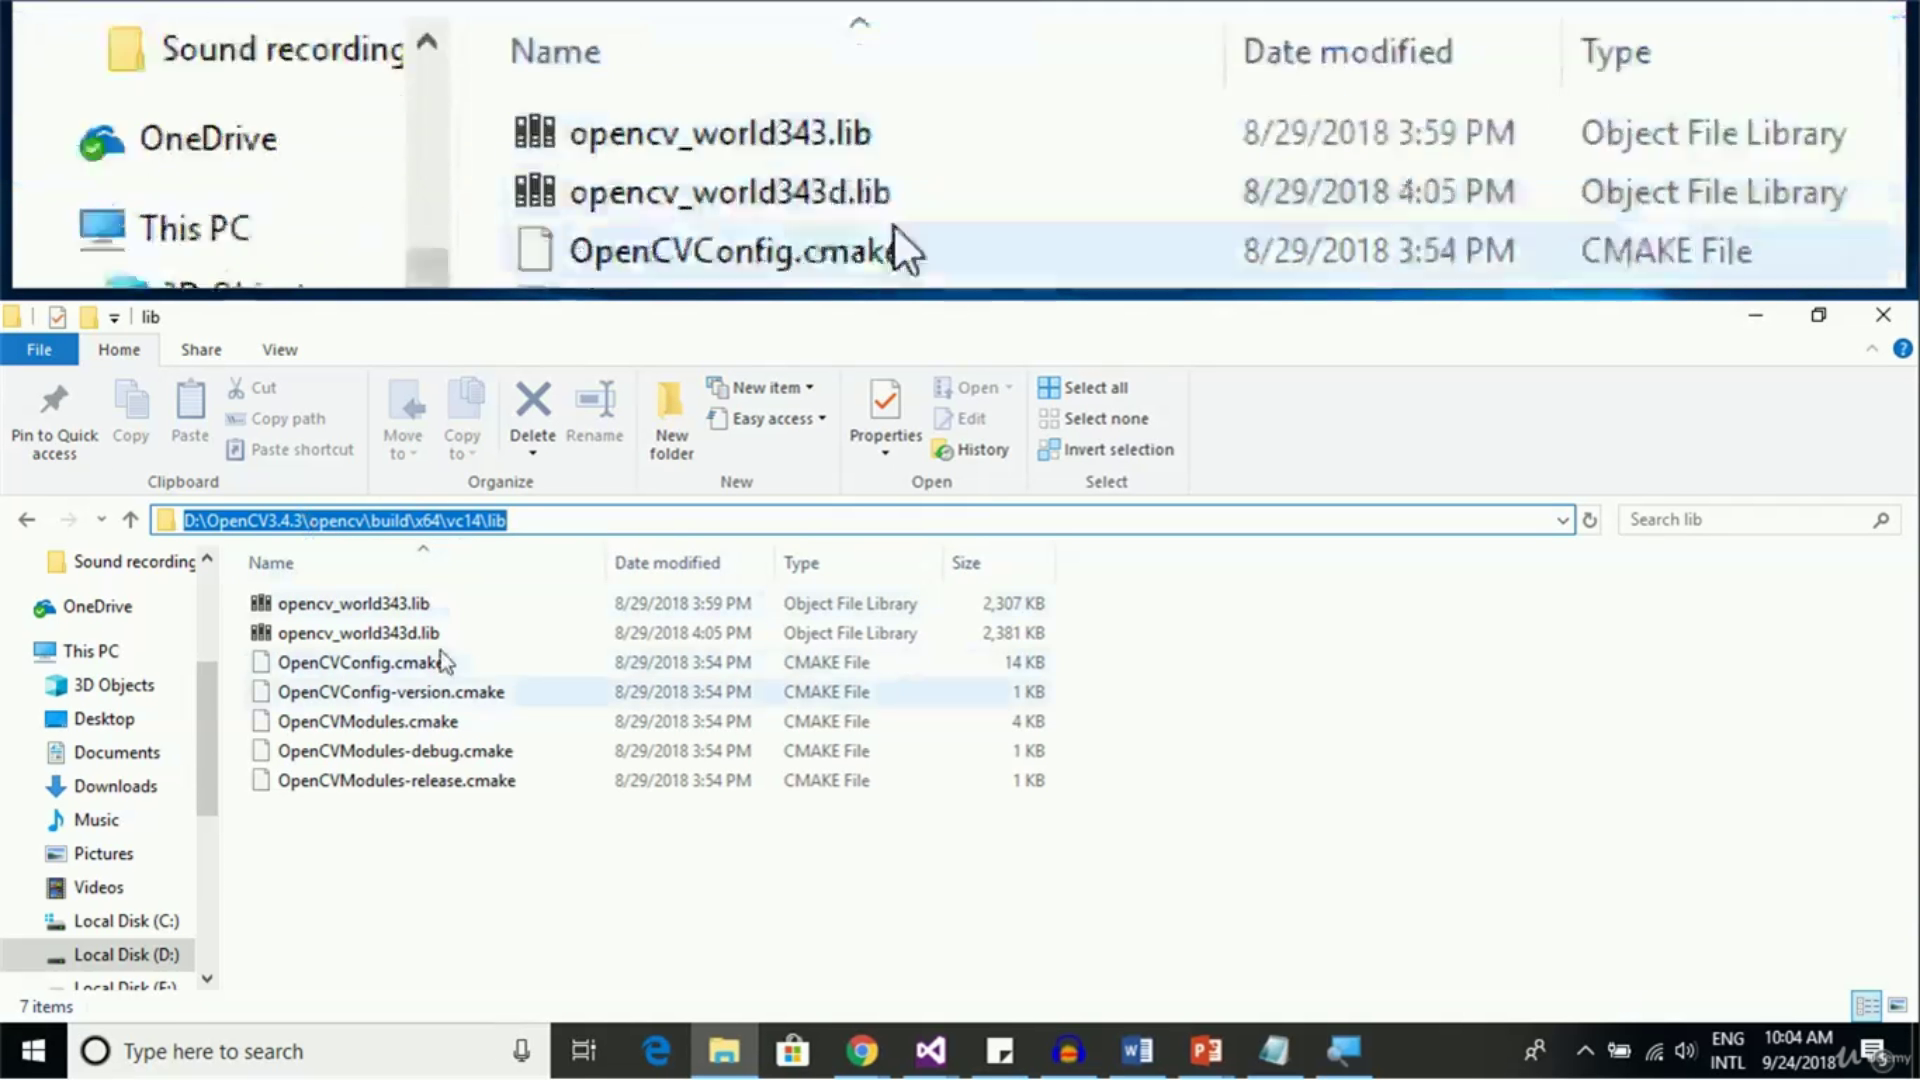 Sound recording
Name
Date modified
Type
OneDrive
opencv_world343.lib 8/29/2018 3:59 PM Object File Library
opencv_world343d.lib 8/29/2018 4:05 PM Object File Library
This PC
OpenCVConfig.cmake 8/29/2018 3:54 PM CMAKE File
lib
File Home Share View
Pin to Quick access
Copy
Paste
Cut
Copy path
Paste shortcut
Clipboard
Move to
Copy to
Delete
Rename
Organize
New folder
New item
Easy access
New
Properties
Open
Edit
History
Open
Select all
Select none
Invert selection
Select
D:\OpenCV3.4.3\opencv\build\x64\vc14\lib
Search lib
Sound recording
OneDrive
This PC
3D Objects
Desktop
Documents
Downloads
Music
Pictures
Videos
Local Disk (C:)
Local Disk (D:)
Name Date modified Type Size
opencv_world343.lib 8/29/2018 3:59 PM Object File Library 2,307 KB
opencv_world343d.lib 8/29/2018 4:05 PM Object File Library 2,381 KB
OpenCVConfig.cmake 8/29/2018 3:54 PM CMAKE File 14 KB
OpenCVConfig-version.cmake 8/29/2018 3:54 PM CMAKE File 1 KB
OpenCVModules.cmake 8/29/2018 3:54 PM CMAKE File 4 KB
OpenCVModules-debug.cmake 8/29/2018 3:54 PM CMAKE File 1 KB
OpenCVModules-release.cmake 8/29/2018 3:54 PM CMAKE File 1 KB
7 items
Type here to search
ENG
INTL
10:04 AM
9/24/2018